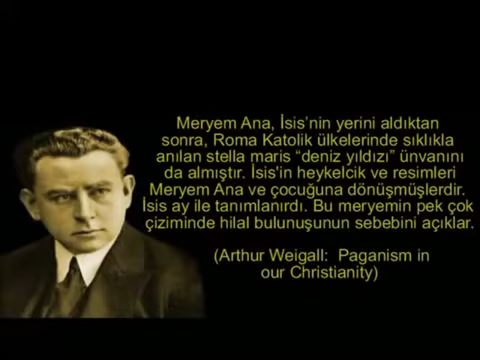 Meryem Ana, İsis'nin yerini aldıktan
sonra, Roma Katolik ülkelerinde sıklıkla
anılan stella maris “deniz yıldızı” ünvanını
da almıştır. İsis'in heykelcik ve resimleri
Meryem Ana ve çocuğuna dönüşmüşlerdir.
İsis ay ile tanımlanırdı. Bu meryemin pek çok
çiziminde hilal bulunuşunun sebebini açıklar.
(Arthur Weigall: Paganism in
our Christianity)